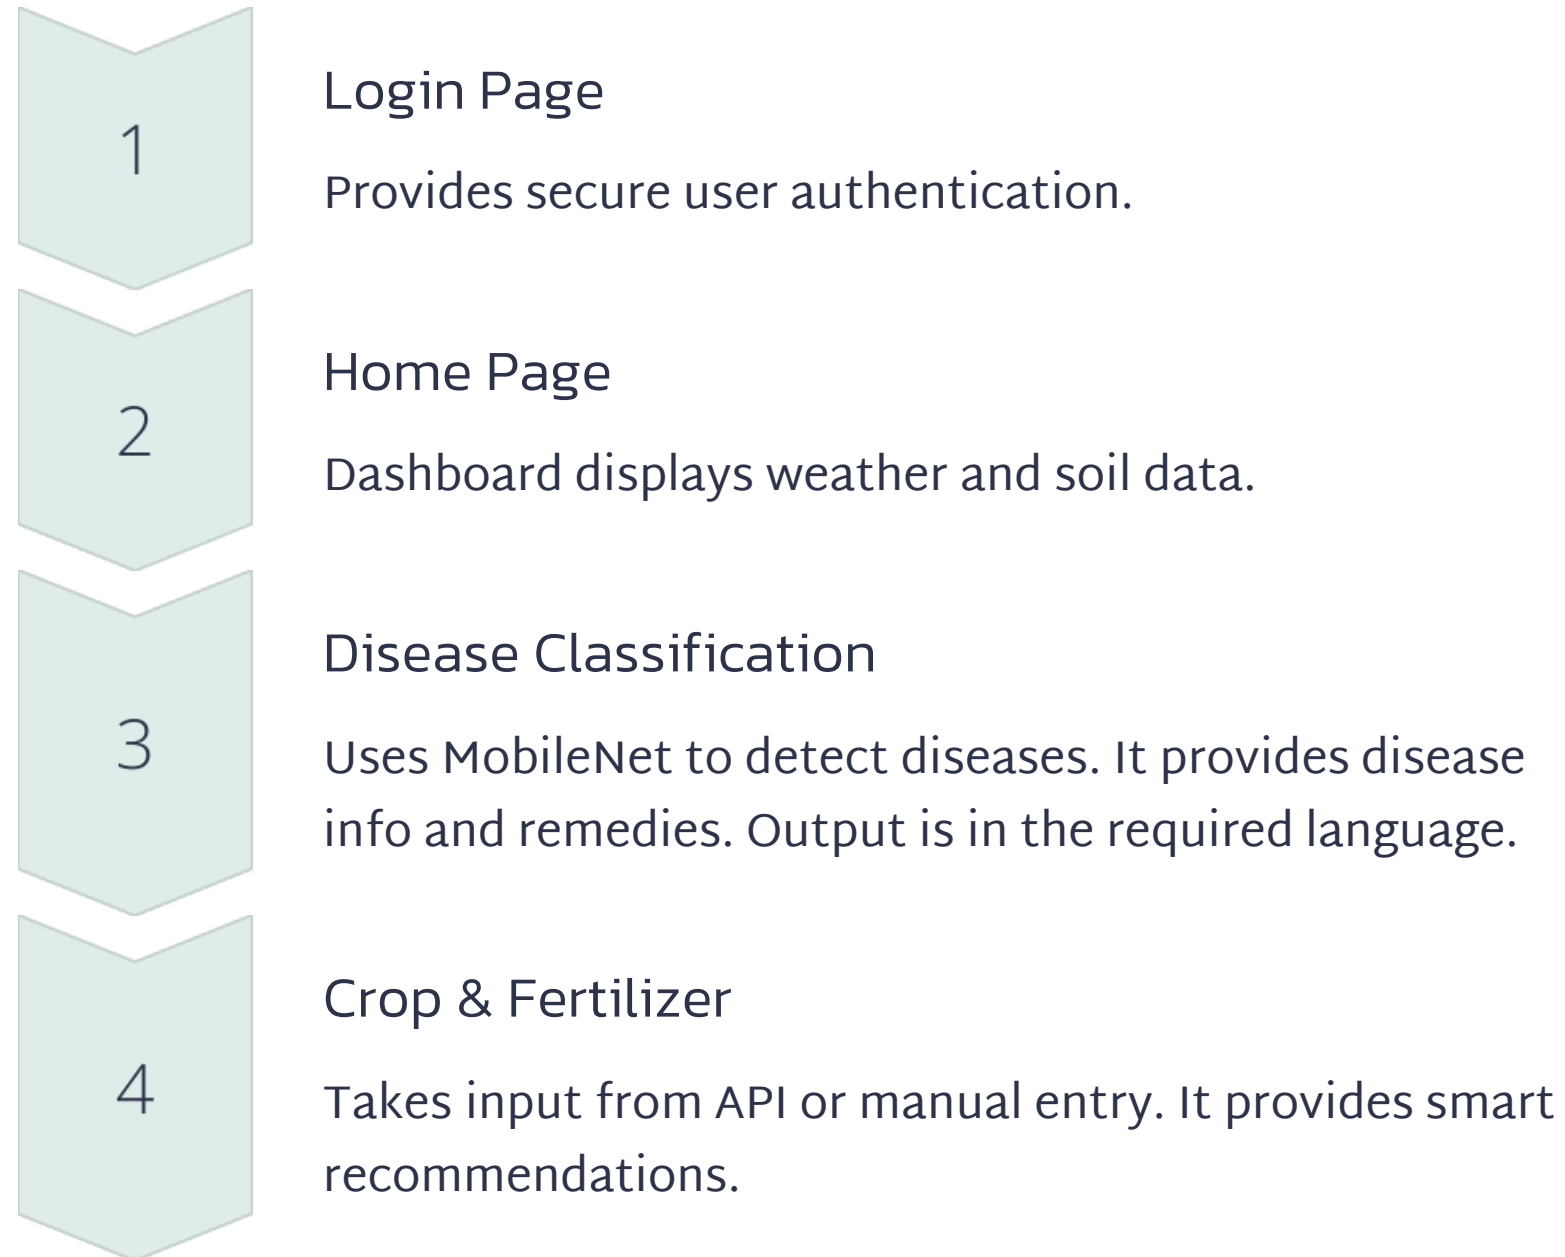 1
Login Page
Provides secure user authentication.
2
Home Page
Dashboard displays weather and soil data.
3
Disease Classification
Uses MobileNet to detect diseases. It provides disease
info and remedies. Output is in the required language.
4
Crop & Fertilizer
Takes input from API or manual entry. It provides smart
recommendations.